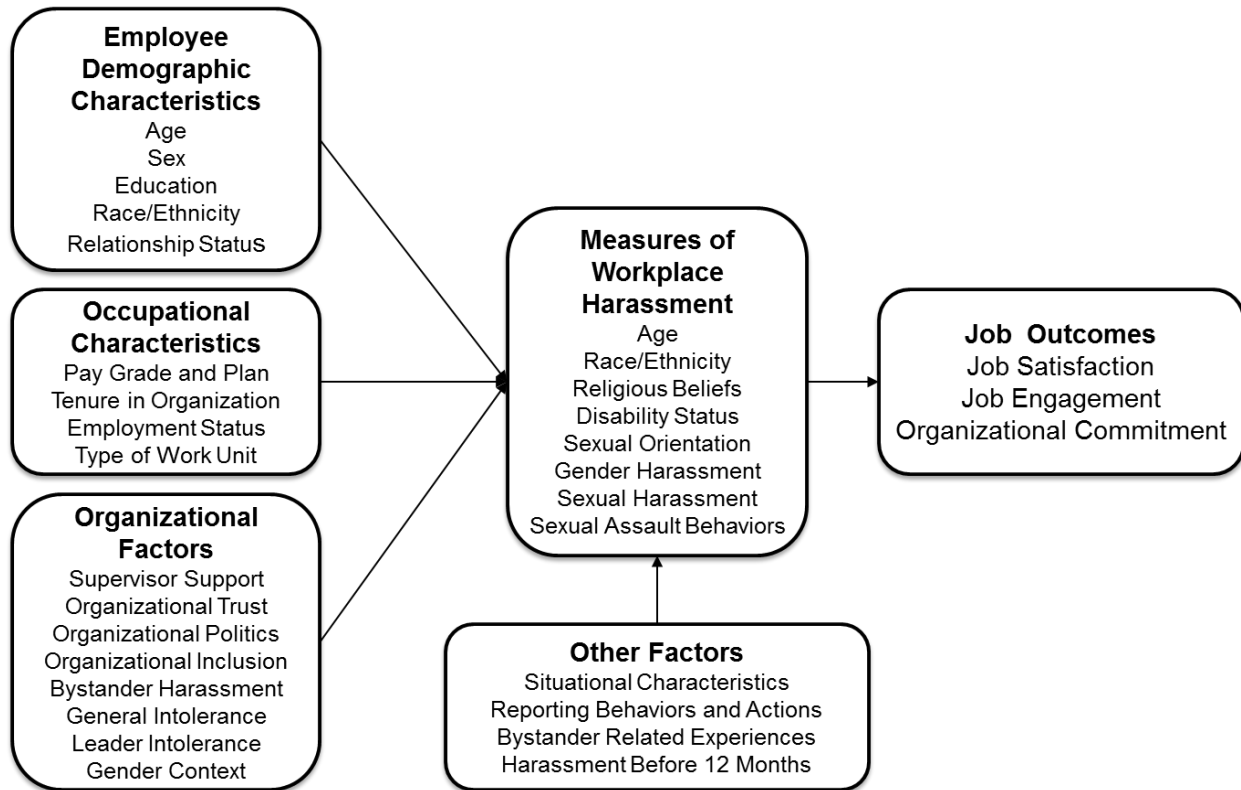 Employee
Demographic
Characteristics
Age
Sex
Education
Race/Ethnicity
Relationship Status
Occupational
Characteristics
Pay Grade and Plan
Tenure in Organization
Employment Status
Type of Work Unit
Organizational
Factors
Supervisor Support
Organizational Trust
Organizational Politics
Organizational Inclusion
Bystander Harassment
General Intolerance
Leader Intolerance
Gender Context
Measures of
Workplace
Harassment
Age
Race/Ethnicity
Religious Beliefs
Disability Status
Sexual Orientation
Gender Harassment
Sexual Harassment
Sexual Assault Behaviors
Other Factors
Situational Characteristics
Reporting Behaviors and Actions
Bystander Related Experiences
Harassment Before 12 Months
Job Outcomes
Job Satisfaction
Job Engagement
Organizational Commitment